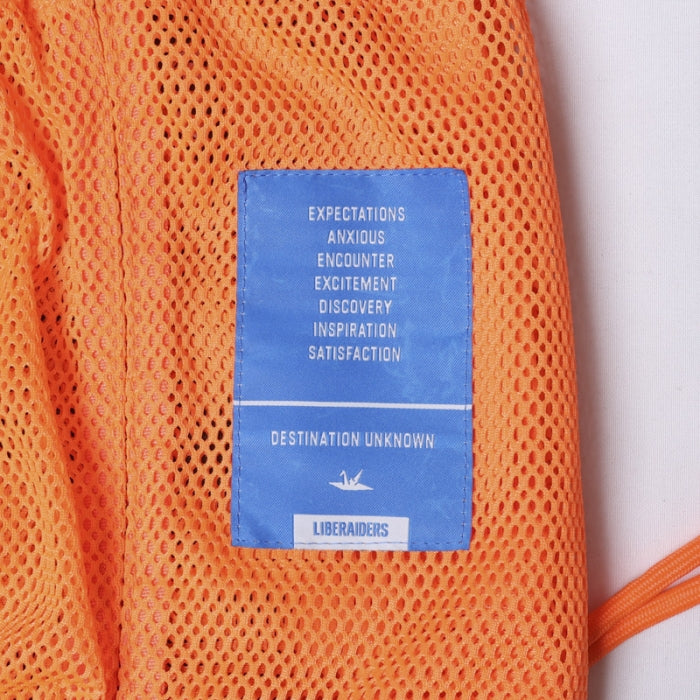 EXPECTATIONS
ANXIOUS
ENCOUNTER
EXCITEMENT
DISCOVERY
INSPIRATION
SATISFACTION
DESTINATION UNKNOWN
LIBERAIDERS